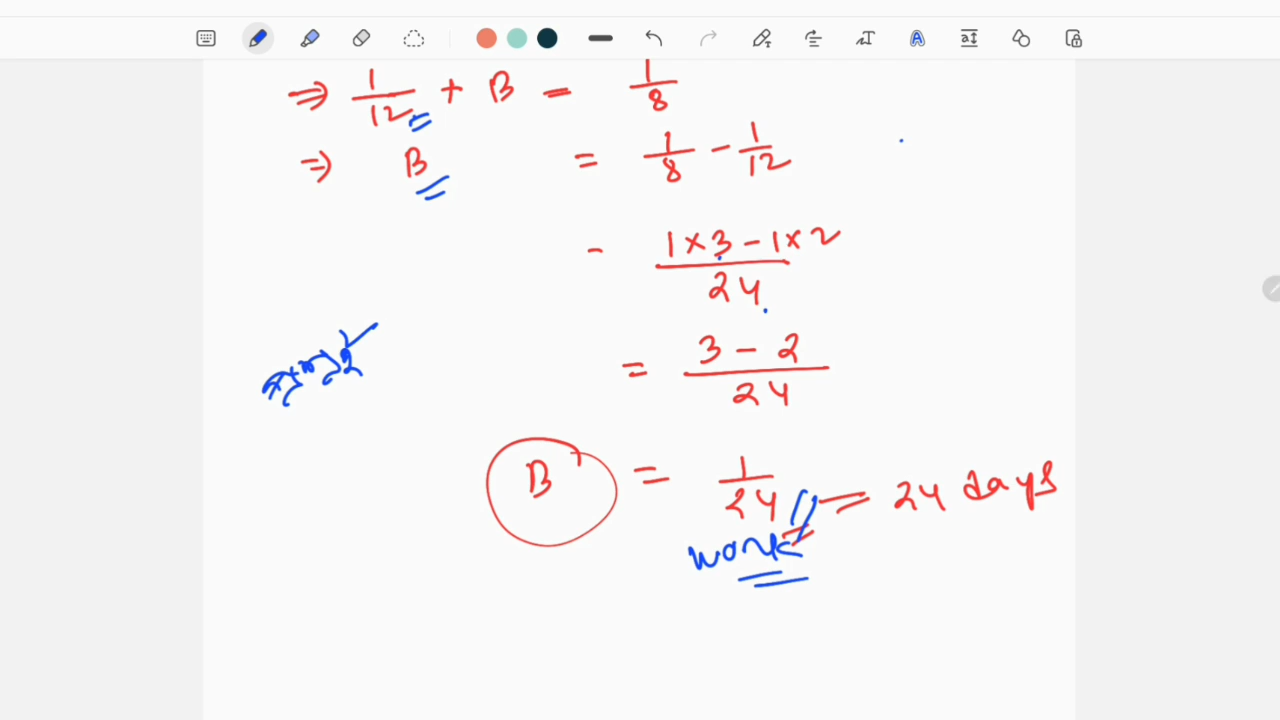 ⇒ 1/12 + B = 1/8
⇒ B = 1/8 - 1/12
- 1×3-1×2/24
= 3-2/24
B = 1/24 = 24 days
work